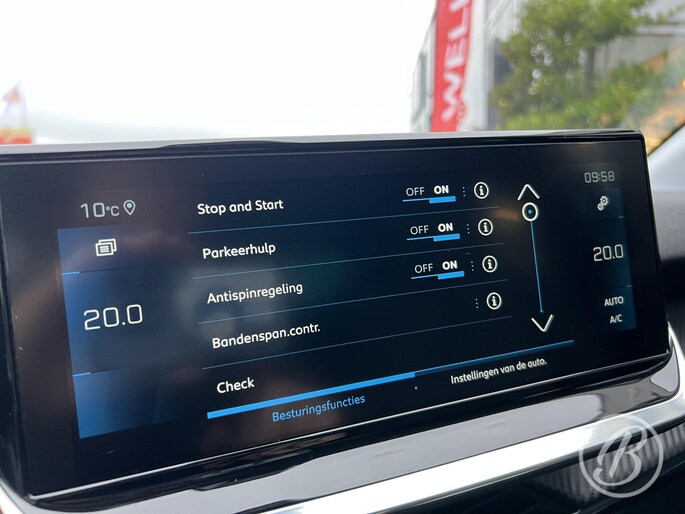 WELK
10°C
09:58
Stop and Start
OFF ON
Parkeerhulp
OFF ON
Antispinregeling
OFF ON
Bandenspan.contr.
Check
20.0
20.0
AUTO
A/C
Besturingsfuncties
Instellingen van de auto.
B